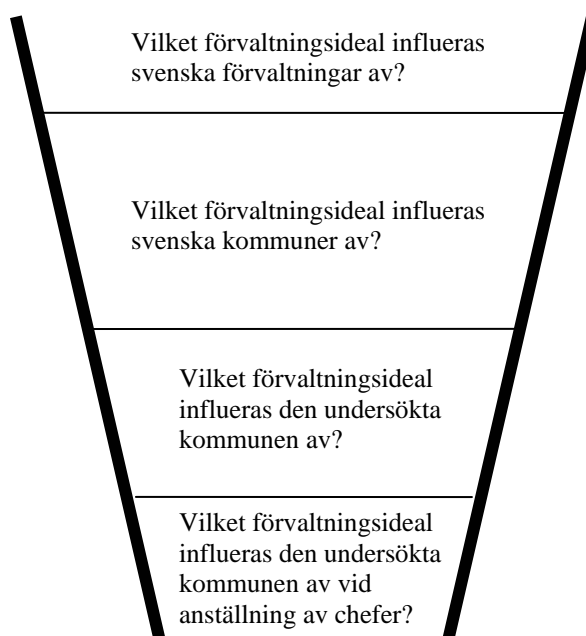 Vilket förvaltningsideal influeras
svenska förvaltningar av?
Vilket förvaltningsideal influeras
svenska kommuner av?
Vilket förvaltningsideal
influeras den undersökta
kommunen av?
Vilket förvaltningsideal
influeras den undersökta
kommunen av vid
anställning av chefer?